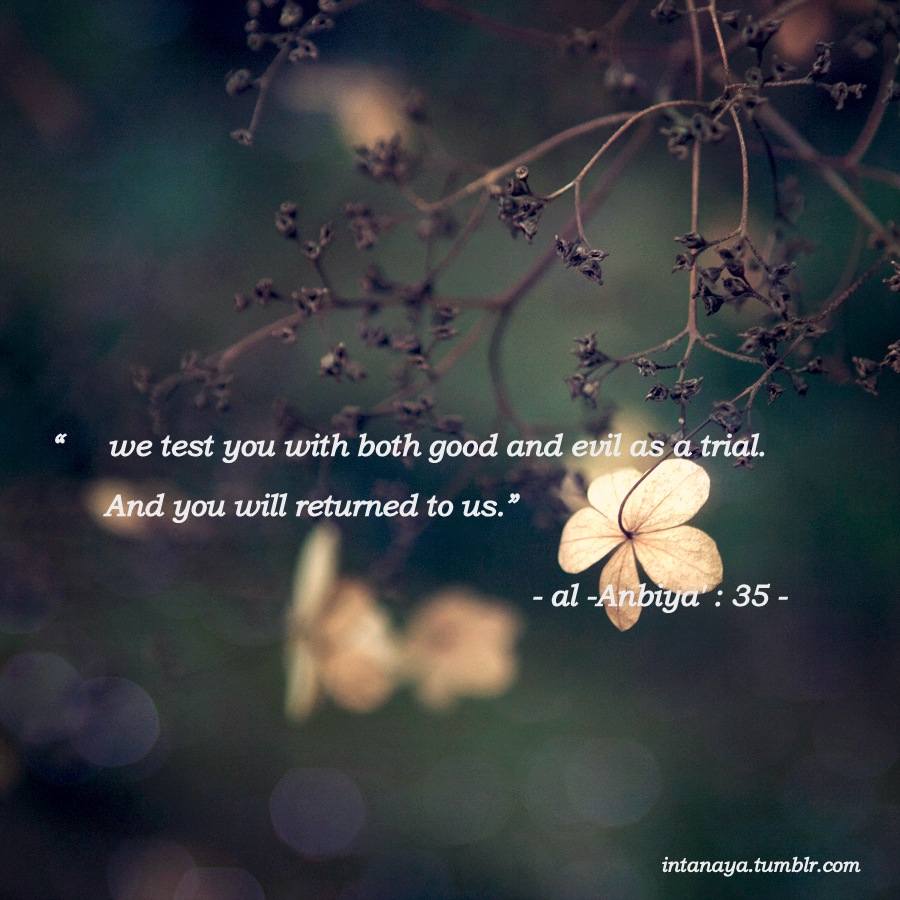 “ we test you with both good and evil as a trial.
And you will returned to us.”
- al -Anbiya' : 35 -
intanaya.tumblr.com